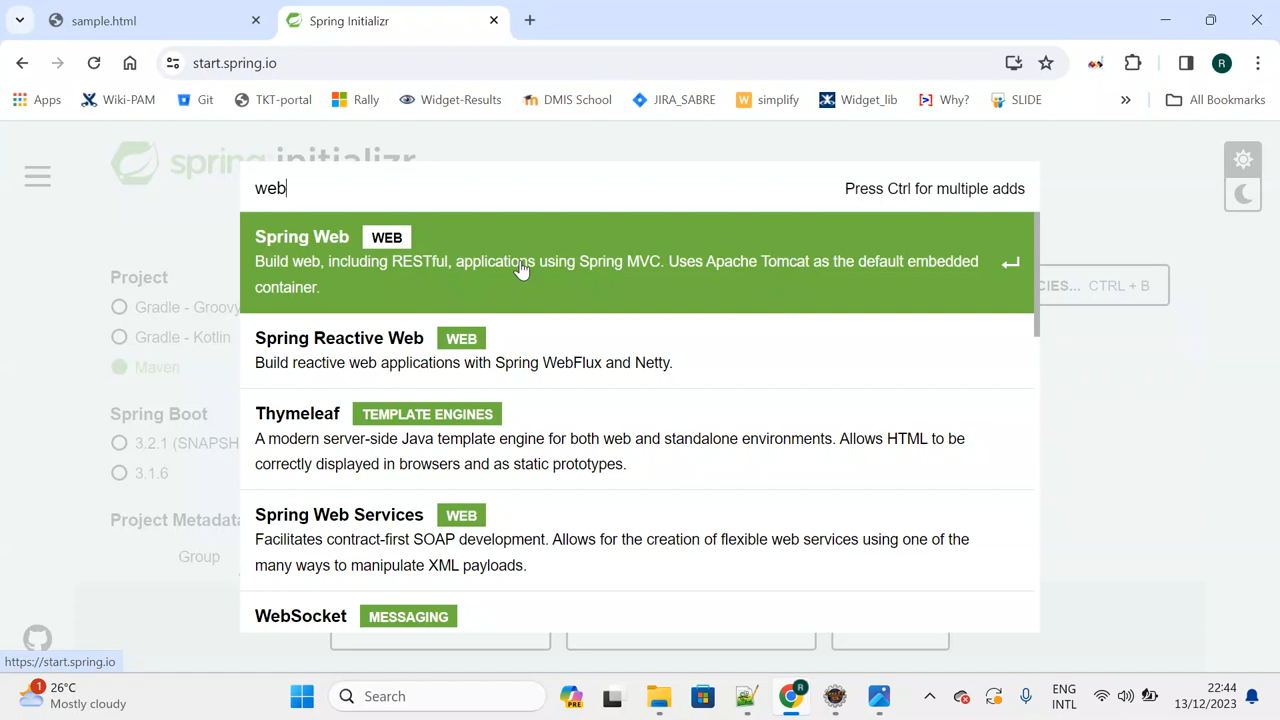 sample.html
Spring Initializr
start.spring.io
Apps
Wiki-PAM
Git
TKT-portal
Rally
Widget-Results
DMIS School
JIRA_SABRE
simplify
Widget_lib
Why?
SLIDE
All Bookmarks
spring initializr
web
Press Ctrl for multiple adds
Spring Web WEB
Build web, including RESTful, applications using Spring MVC. Uses Apache Tomcat as the default embedded
container.
Project
Gradle - Groovy
Gradle - Kotlin
Maven
CIES... CTRL + B
Spring Reactive Web WEB
Build reactive web applications with Spring WebFlux and Netty.
Spring Boot
3.2.1 (SNAPSH
3.1.6
Thymeleaf TEMPLATE ENGINES
A modern server-side Java template engine for both web and standalone environments. Allows HTML to be
correctly displayed in browsers and as static prototypes.
Project Metadata
Group
Spring Web Services WEB
Facilitates contract-first SOAP development. Allows for the creation of flexible web services using one of the
many ways to manipulate XML payloads.
WebSocket MESSAGING
https://start.spring.io
1
26°C
Mostly cloudy
Search
PRE
R
ENG
INTL
22:44
13/12/2023